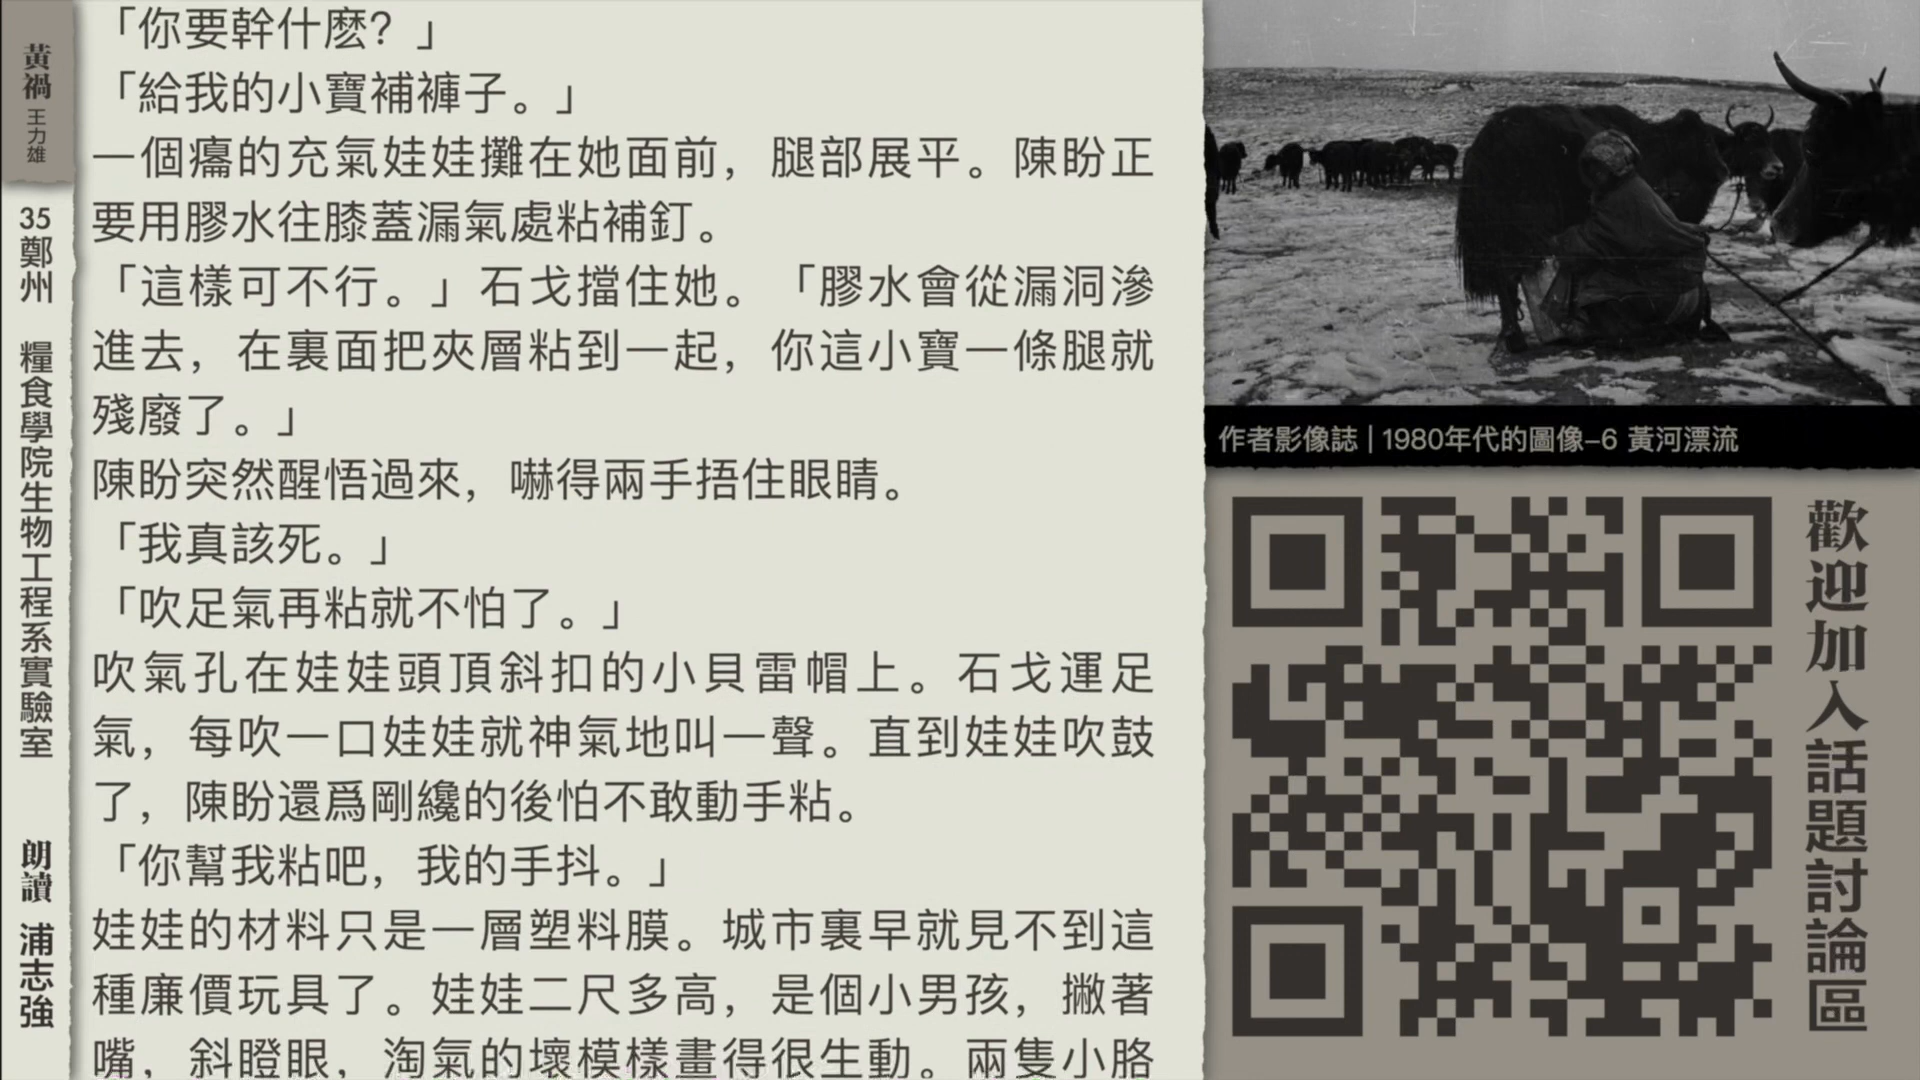 黃禍 王力雄
35 鄭州 糧食學院生物工程系實驗室
朗讀 浦志強
「你要幹什麽？」
「給我的小寶補褲子。」
一個癟的充氣娃娃攤在她面前，腿部展平。陳盼正
要用膠水往膝蓋漏氣處粘補釘。
「這樣可不行。」石戈擋住她。「膠水會從漏洞滲
進去，在裏面把夾層粘到一起，你這小寶一條腿就
殘廢了。」
陳盼突然醒悟過來，嚇得兩手捂住眼睛。
「我真該死。」
「吹足氣再粘就不怕了。」
吹氣孔在娃娃頭頂斜扣的小貝雷帽上。石戈運足
氣，每吹一口娃娃就神氣地叫一聲。直到娃娃吹鼓
了，陳盼還爲剛纔的後怕不敢動手粘。
「你幫我粘吧，我的手抖。」
娃娃的材料只是一層塑料膜。城市裏早就見不到這
種廉價玩具了。娃娃二尺多高，是個小男孩，撇著
嘴，斜瞪眼，淘氣的壞模樣畫得很生動。兩隻小胳
作者影像誌 | 1980年代的圖像–6 黃河漂流
歡迎加入話題討論區